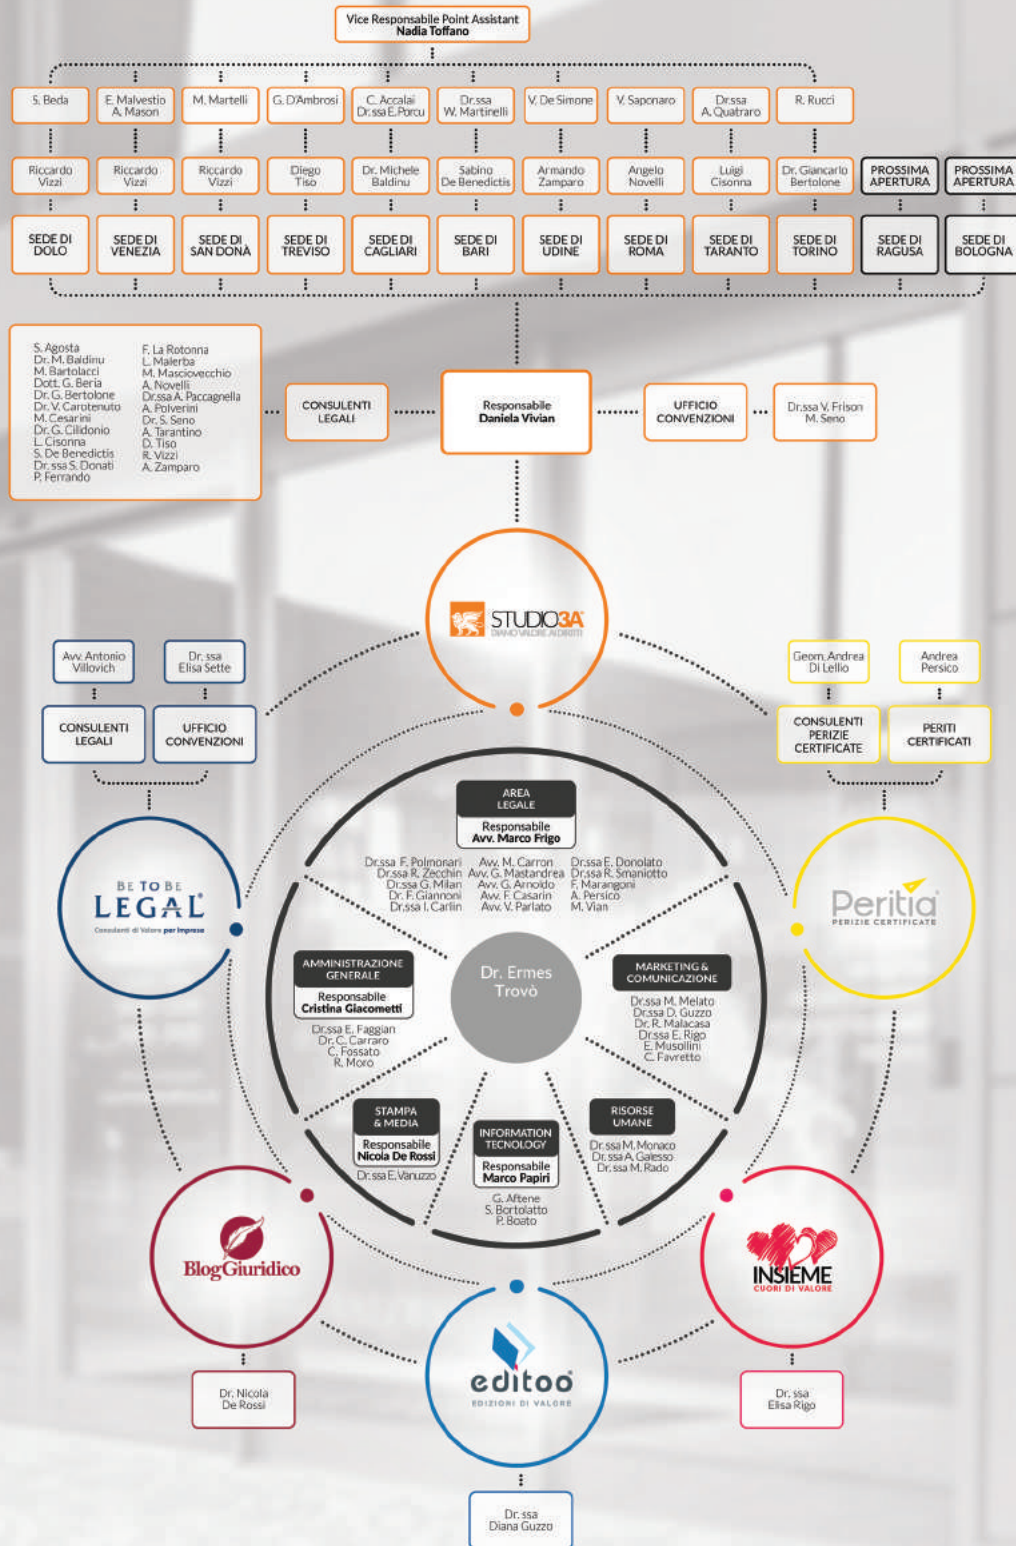 Vice Responsabile Point Assistant
Nadia Toffano
S. Beda
E. Malvestio
A. Mason
M. Martelli
G. D'Ambrosi
C. Accalai
Dr.ssa E. Porcu
Dr.ssa
W. Martinelli
V. De Simone
V. Saponaro
Dr.ssa
A. Quatraro
R. Rucci
Riccardo
Vizzi
Riccardo
Vizzi
Riccardo
Vizzi
Diego
Tiso
Dr. Michele
Baldinu
Sabino
De Benedictis
Armando
Zamparo
Angelo
Novelli
Luigi
Cisonna
Dr. Giancarlo
Bertolone
PROSSIMA
APERTURA
PROSSIMA
APERTURA
SEDE DI
DOLO
SEDE DI
VENEZIA
SEDE DI
SAN DONÀ
SEDE DI
TREVISO
SEDE DI
CAGLIARI
SEDE DI
BARI
SEDE DI
UDINE
SEDE DI
ROMA
SEDE DI
TARANTO
SEDE DI
TORINO
SEDE DI
RAGUSA
SEDE DI
BOLOGNA
S. Agosta
Dr. M. Baldinu
M. Bartolacci
Dott. G. Beria
Dr. G. Bertolone
Dr. V. Carotenuto
M. Cesarini
Dr. G. Cilidonio
L. Cisonna
S. De Benedictis
Dr. ssa S. Donati
P. Ferrando
F. La Rotonna
L. Malerba
M. Masciovecchio
A. Novelli
Dr.ssa A. Paccagnella
A. Polverini
Dr. S. Seno
A. Tarantino
D. Tiso
R. Vizzi
A. Zamparo
CONSULENTI
LEGALI
Responsabile
Daniela Vivian
UFFICIO
CONVENZIONI
Dr.ssa V. Frison
M. Seno
STUDIO3A
DIAMO VALORE AI DIRITTI
Avv. Antonio
Villovich
Dr. ssa
Elisa Sette
CONSULENTI
LEGALI
UFFICIO
CONVENZIONI
Geom. Andrea
Di Lellio
Andrea
Persico
CONSULENTI
PERIZIE
CERTIFICATE
PERITI
CERTIFICATI
BE TO BE
LEGAL
Consulenti di Valore per Imprese
Peritia
PERIZIE CERTIFICATE
AREA
LEGALE
Responsabile
Avv. Marco Frigo
Dr.ssa F. Polmonari
Dr.ssa R. Zecchin
Dr.ssa G. Milan
Dr. F. Giannoni
Dr.ssa I. Carlin
Avv. M. Carron
Avv. G. Mastandrea
Avv. G. Arnoldo
Avv. F. Casarin
Avv. V. Parlato
Dr.ssa E. Donolato
Dr.ssa R. Smaniotto
F. Marangoni
A. Persico
M. Vian
AMMINISTRAZIONE
GENERALE
Responsabile
Cristina Giacometti
Dr.ssa E. Faggian
Dr. C. Carraro
C. Fossato
R. Moro
Dr. Ermes
Trovò
MARKETING &
COMUNICAZIONE
Dr.ssa M. Melato
Dr.ssa D. Guzzo
Dr. R. Malacasa
Dr.ssa E. Rigo
E. Musollini
C. Favretto
STAMPA
& MEDIA
Responsabile
Nicola De Rossi
Dr.ssa E. Vanuzzo
INFORMATION
TECNOLOGY
Responsabile
Marco Papiri
G. Aftene
S. Bortolatto
P. Boato
RISORSE
UMANE
Dr. ssa M. Monaco
Dr. ssa A. Galesso
Dr. ssa M. Rado
BlogGiuridico
INSIEME
CUORI DI VALORE
editoo
EDIZIONI DI VALORE
Dr. Nicola
De Rossi
Dr. ssa
Elisa Rigo
Dr. ssa
Diana Guzzo